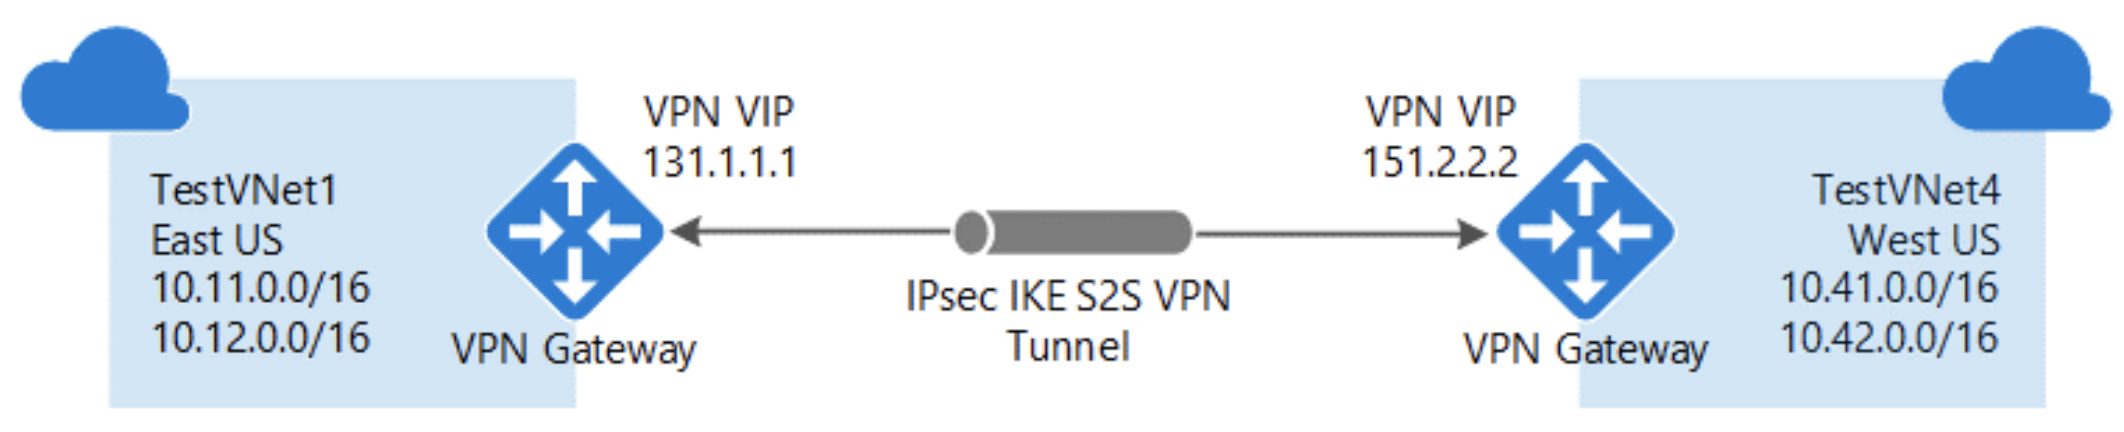 VPN VIP
131.1.1.1
TestVNet1
East US
10.11.0.0/16
10.12.0.0/16
VPN Gateway
IPsec IKE S2S VPN
Tunnel
VPN VIP
151.2.2.2
TestVNet4
West US
10.41.0.0/16
10.42.0.0/16
VPN Gateway